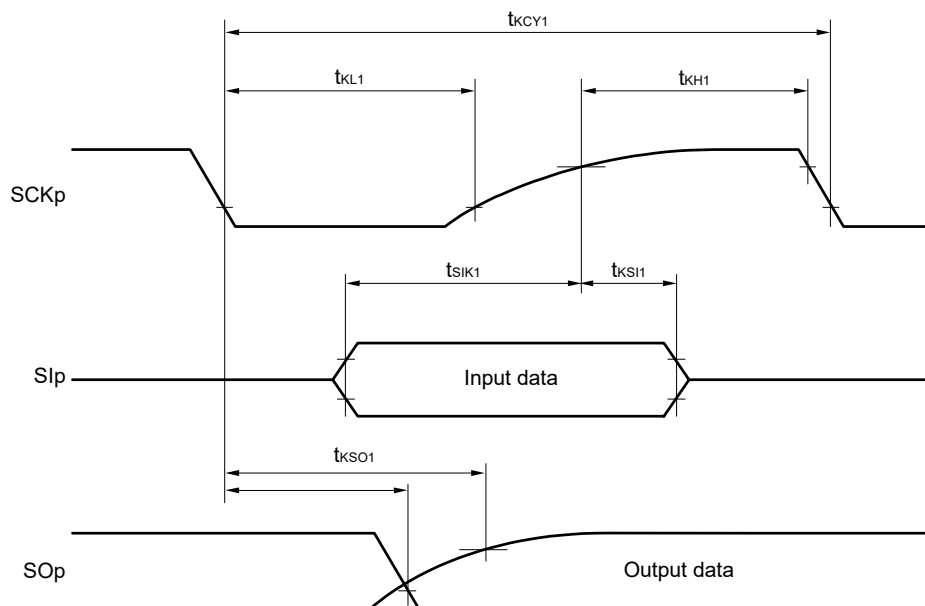 tKCY1
tKL1
tKH1
SCKp
tSIK1
tKSI1
SIp
Input data
tKSO1
SOp
Output data